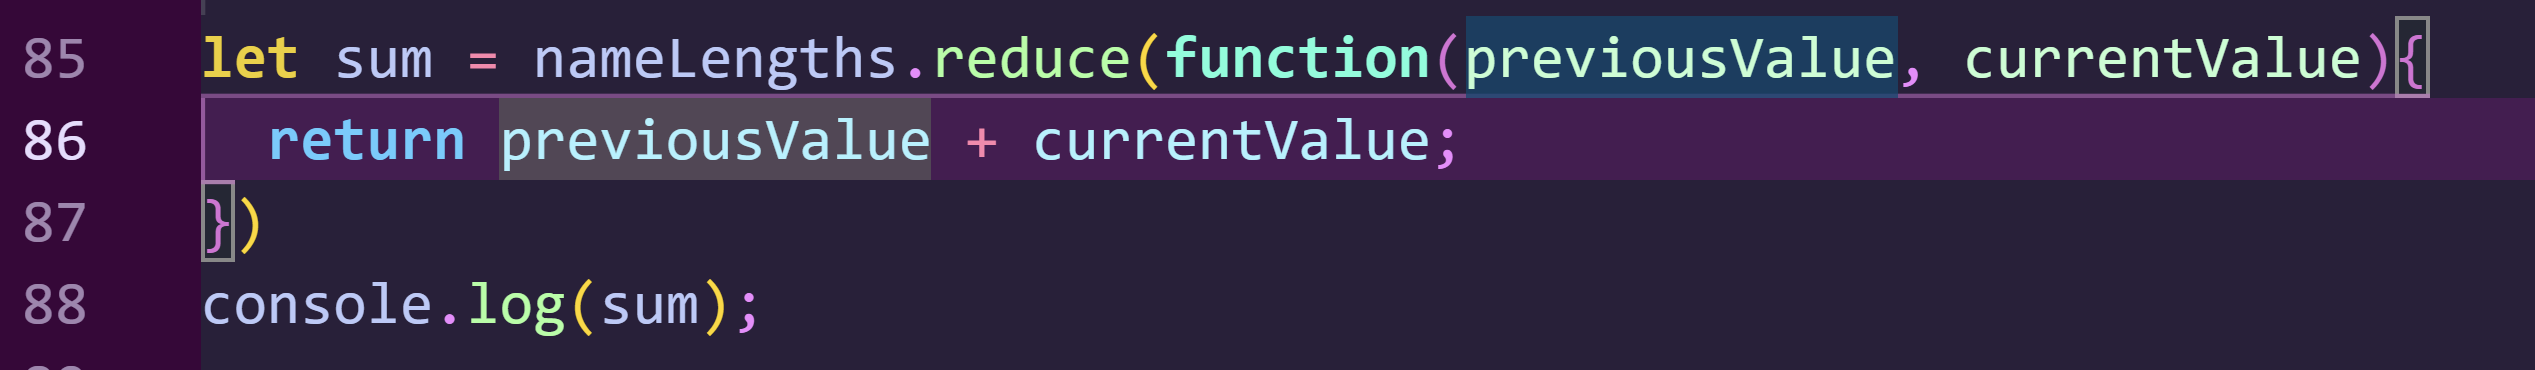 85 let sum = nameLengths.reduce(function(previousValue, currentValue){
86 return previousValue + currentValue;
87 })
88 console.log(sum);